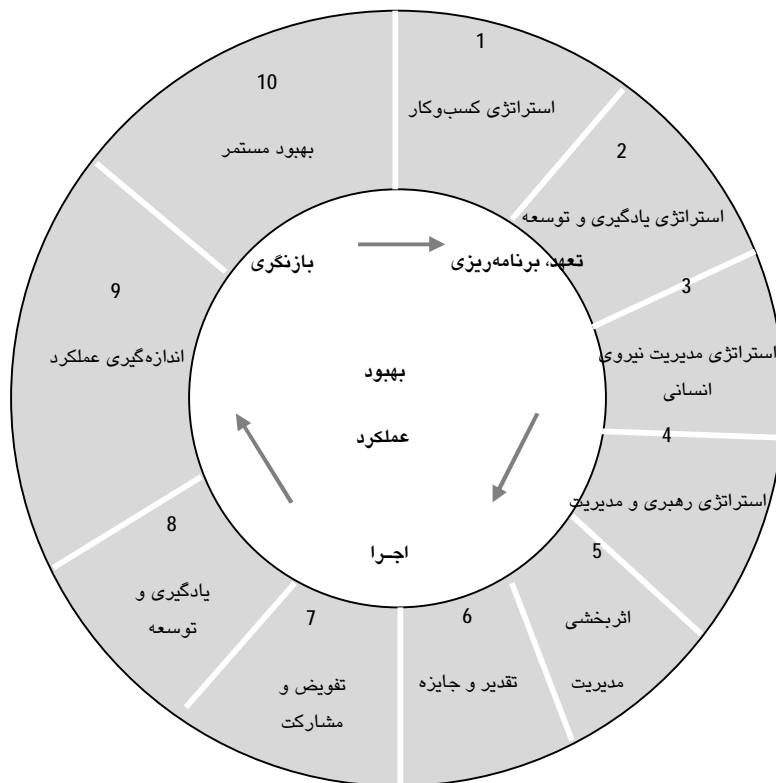 1
استراتژی کسب‌وکار
2
استراتژی یادگیری و توسعه
3
استراتژی مدیریت نیروی
انسانی
4
استراتژی رهبری و مدیریت
5
اثربخشی
مدیریت
6
تقدیر و جایزه
7
تفویض و
مشارکت
8
یادگیری و
توسعه
9
اندازه‌گیری عملکرد
10
بهبود مستمر
تعهد، برنامه‌ریزی
بازنگری
بهبود
عملکرد
اجـرا